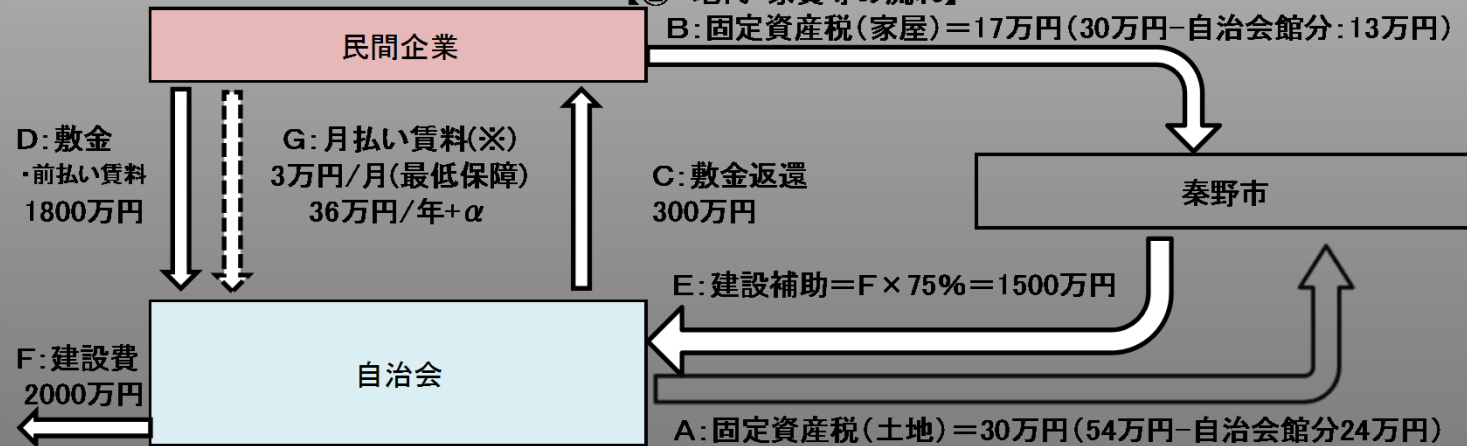 B：固定資産税（家屋）＝17万円（30万円−自治会館分：13万円）
民間企業
D：敷金
・前払い賃料
1800万円
G：月払い賃料(※)
3万円/月(最低保障)
36万円/年+α
C：敷金返還
300万円
秦野市
E：建設補助＝F×75％＝1500万円
F：建設費
2000万円
自治会
A：固定資産税（土地）＝30万円（54万円−自治会館分24万円）